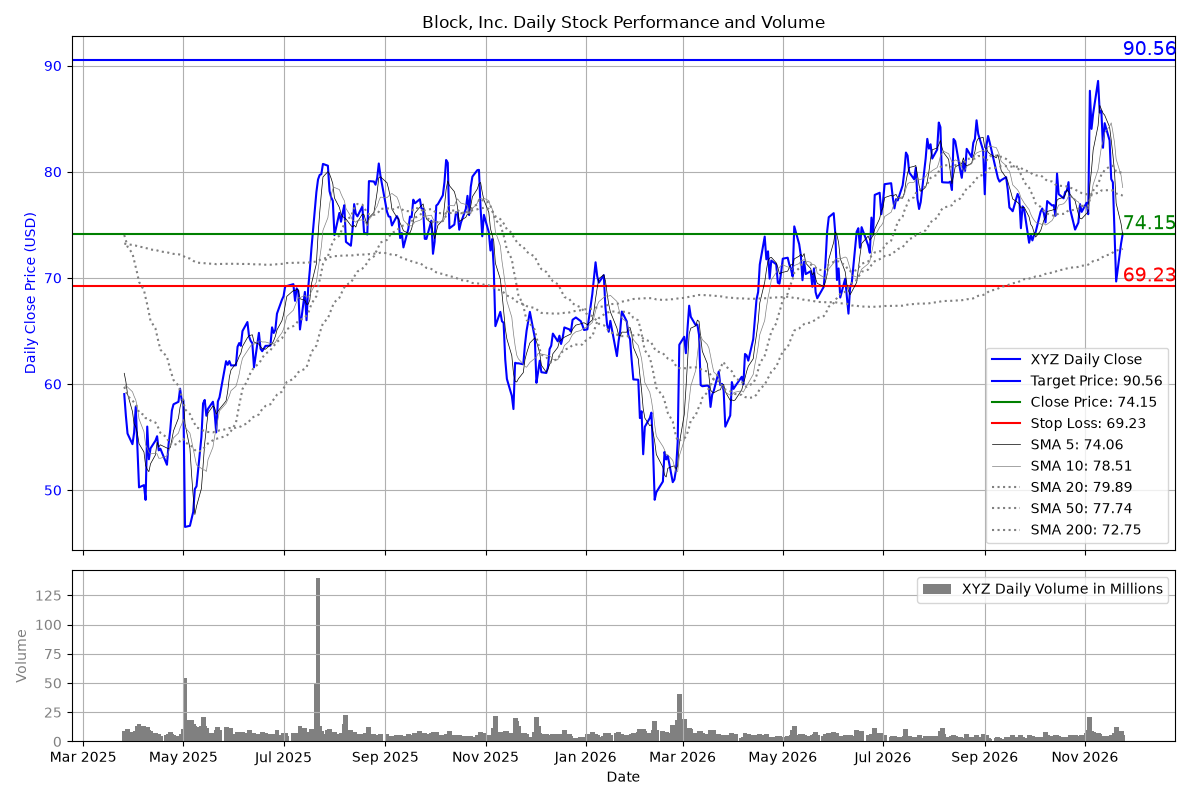 Block, Inc. Daily Stock Performance and Volume
90.56
74.15
69.23
Daily Close Price (USD)
90
80
70
60
50
XYZ Daily Close
Target Price: 90.56
Close Price: 74.15
Stop Loss: 69.23
SMA 5: 74.06
SMA 10: 78.51
SMA 20: 79.89
SMA 50: 77.74
SMA 200: 72.75
XYZ Daily Volume in Millions
Volume
125
100
75
50
25
0
Mar 2025 May 2025 Jul 2025 Sep 2025 Nov 2025 Jan 2026 Mar 2026 May 2026 Jul 2026 Sep 2026 Nov 2026
Date